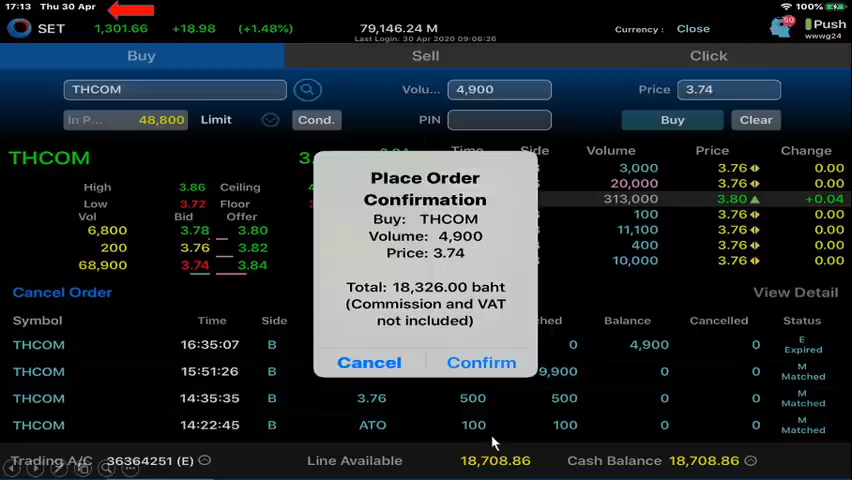 17:13 Thu 30 Apr 100%
SET 1,301.66 +18.98 (+1.48%) 79,146.24 M Currency : Close 50 Push
Last Login: 30 Apr 2020 09:06:26 wwwg24
Buy Sell Click
THCOM Volu... 4,900 Price 3.74
In P... 48,800 Limit Cond. PIN Buy Clear
THCOM 3. Time Side Volume Price Change
3,000 3.76 0.00
High 3.86 Ceiling 20,000 3.76 0.00
Low 3.72 Floor 313,000 3.80 +0.04
Vol Bid Offer 100 3.76 0.00
6,800 3.78 3.80 11,100 3.76 0.00
200 3.76 3.82 400 3.76 0.00
68,900 3.74 3.84 10,000 3.76 0.00
Place Order
Confirmation
Buy: THCOM
Volume: 4,900
Price: 3.74
Total: 18,326.00 baht
(Commission and VAT
not included)
Cancel Confirm
Cancel Order View Detail
Symbol Time Side Balance Cancelled Status
THCOM 16:35:07 B 0 4,900 0 E Expired
THCOM 15:51:26 B 9,900 0 0 M Matched
THCOM 14:35:35 B 3.76 500 500 0 0 M Matched
THCOM 14:22:45 B ATO 100 100 0 0 M Matched
Trading A/C 36364251 (E) Line Available 18,708.86 Cash Balance 18,708.86